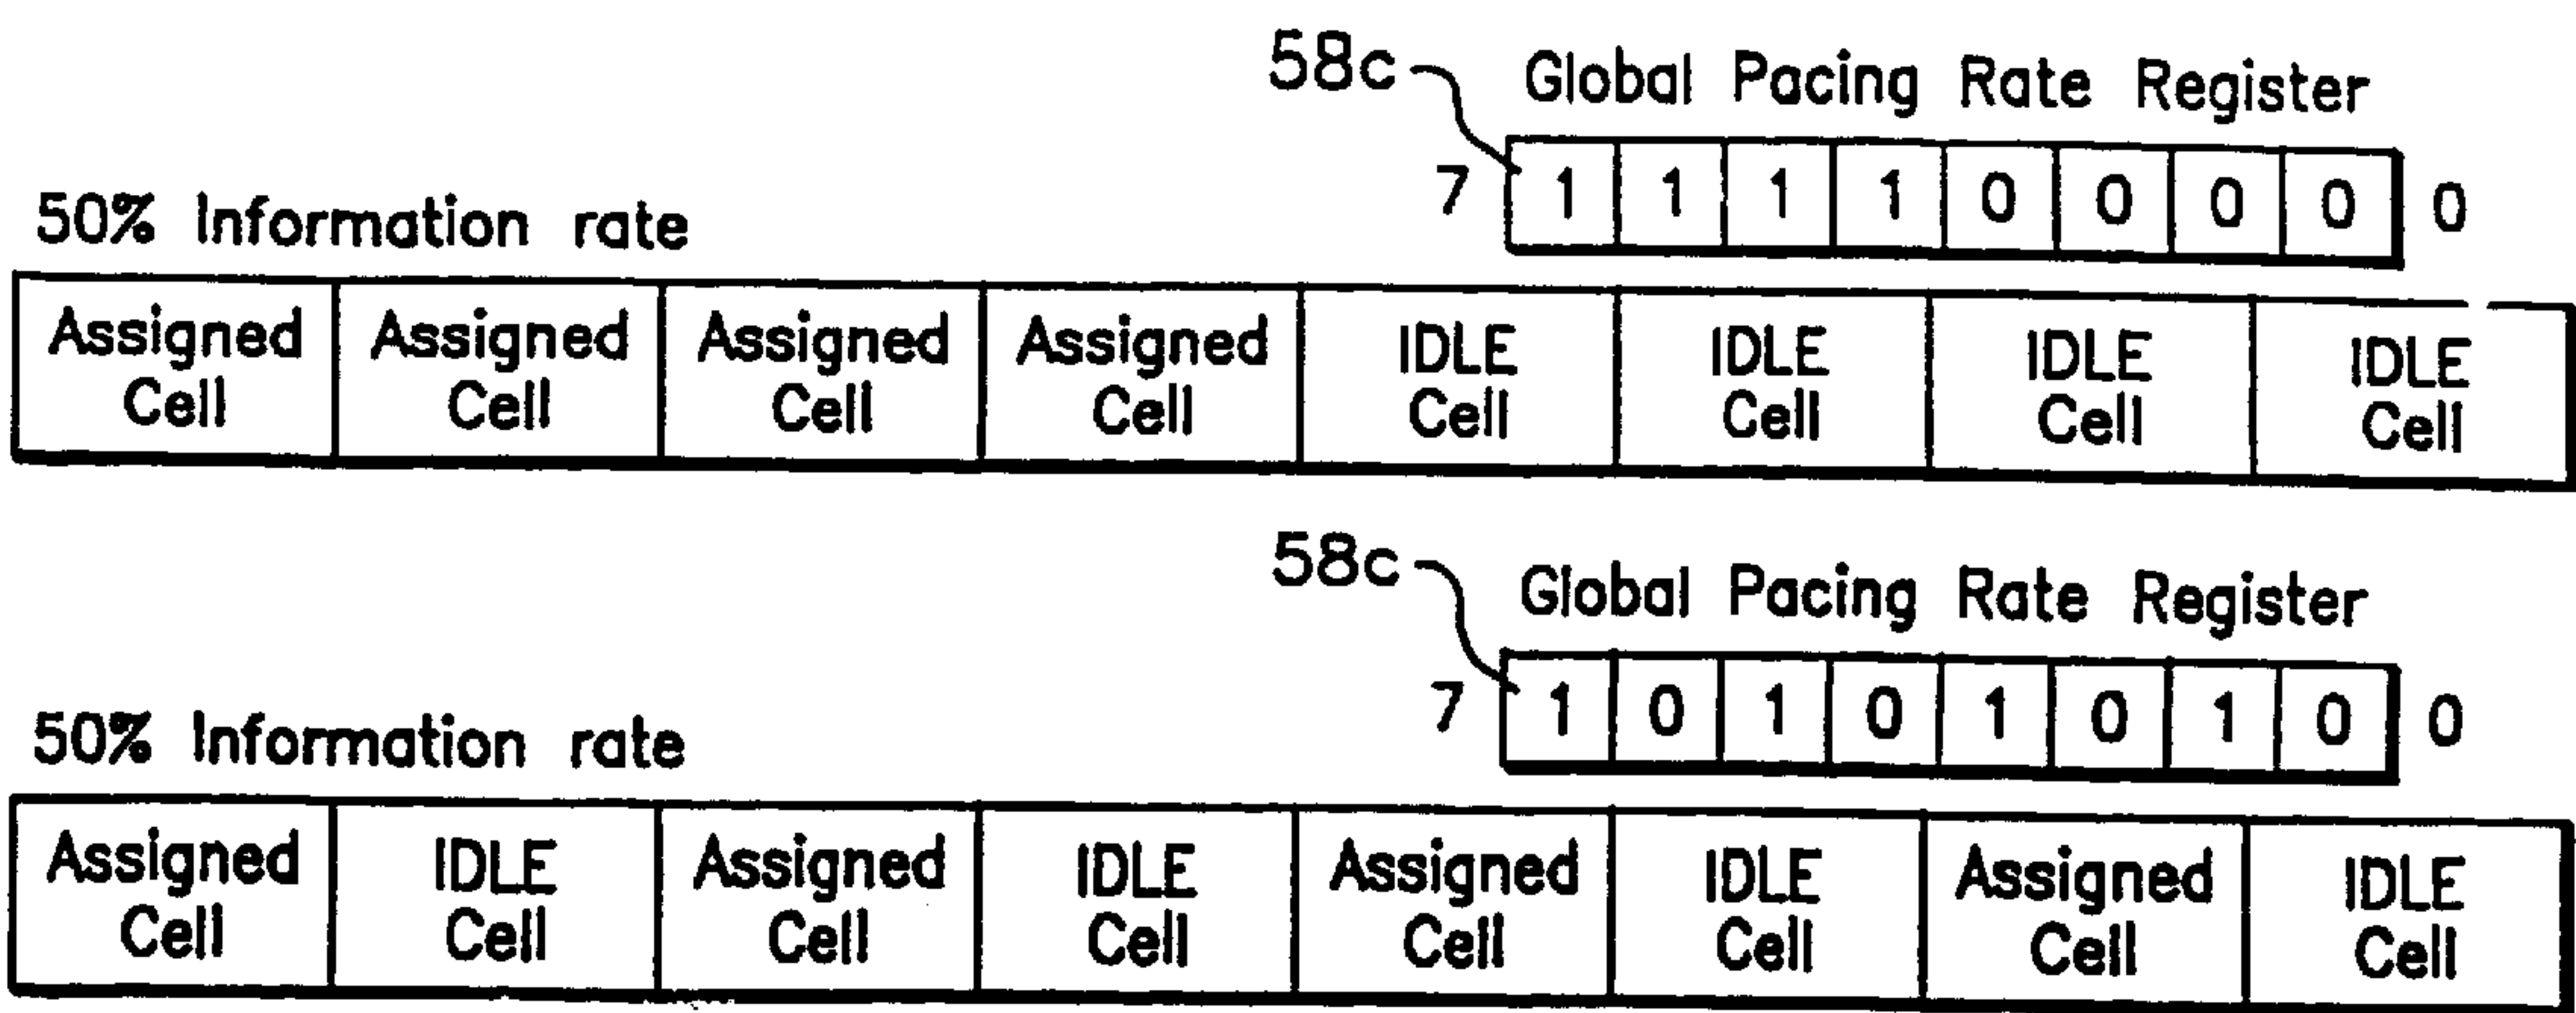 58c Global Pacing Rate Register
7 1 1 1 1 0 0 0 0 0
50% Information rate
Assigned Cell Assigned Cell Assigned Cell Assigned Cell IDLE Cell IDLE Cell IDLE Cell IDLE Cell
58c Global Pacing Rate Register
7 1 0 1 0 1 0 1 0 0
50% Information rate
Assigned Cell IDLE Cell Assigned Cell IDLE Cell Assigned Cell IDLE Cell Assigned Cell IDLE Cell